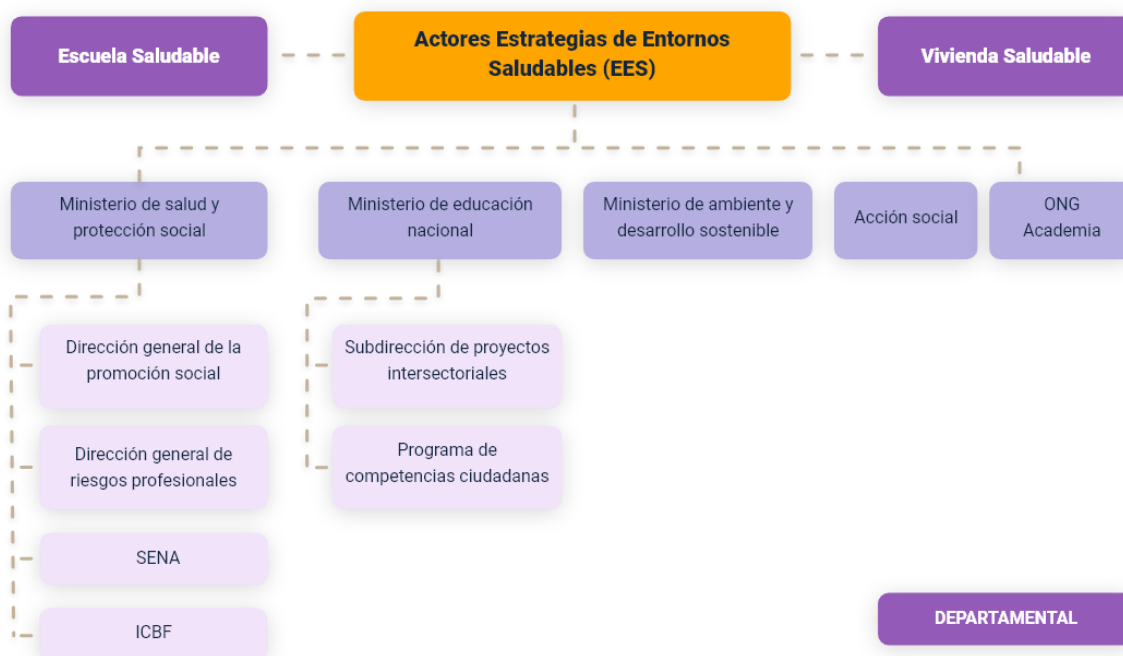 Escuela Saludable
Actores Estrategias de Entornos
Saludables (EES)
Vivienda Saludable
Ministerio de salud y
protección social
Ministerio de educación
nacional
Ministerio de ambiente y
desarrollo sostenible
Acción social
ONG
Academia
Dirección general de la
promoción social
Dirección general de
riesgos profesionales
SENA
ICBF
Subdirección de proyectos
intersectoriales
Programa de
competencias ciudadanas
DEPARTAMENTAL